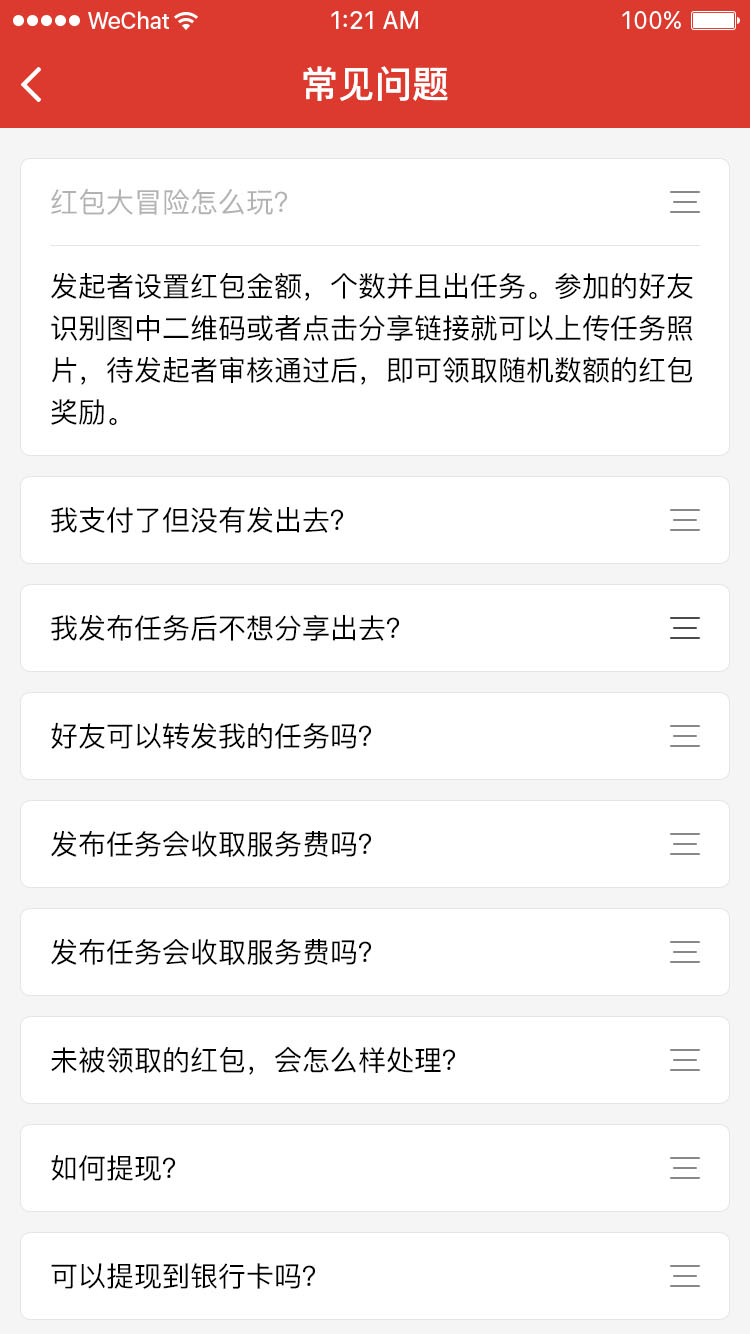 WeChat 1:21 AM 100%
常见问题
红包大冒险怎么玩?
发起者设置红包金额，个数并且出任务。参加的好友
识别图中二维码或者点击分享链接就可以上传任务照
片，待发起者审核通过后，即可领取随机数额的红包
奖励。
我支付了但没有发出去?
我发布任务后不想分享出去?
好友可以转发我的任务吗?
发布任务会收取服务费吗?
发布任务会收取服务费吗?
未被领取的红包，会怎么样处理?
如何提现?
可以提现到银行卡吗?